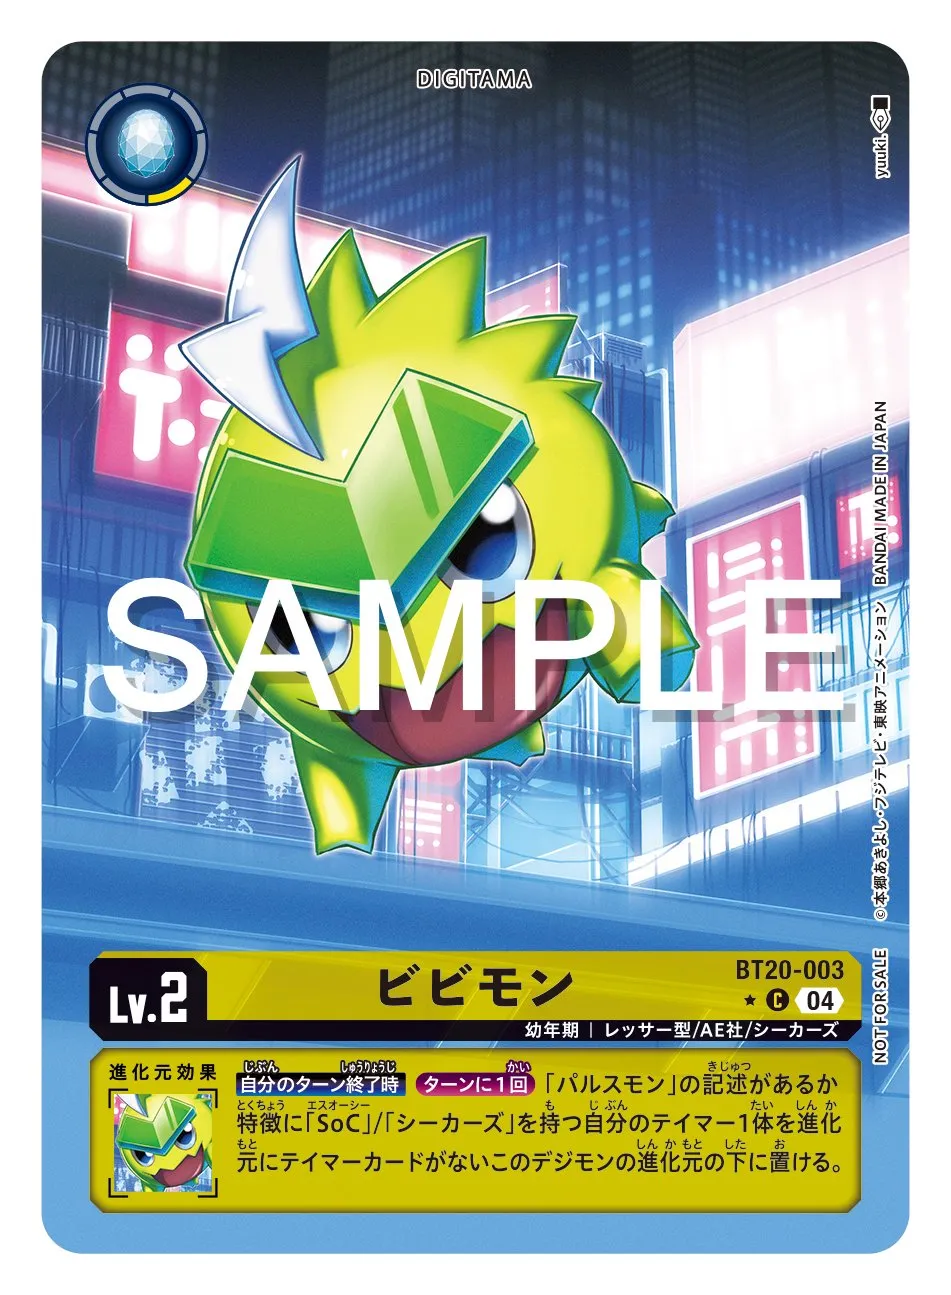 DIGITAMA
yuuki.
SAMPLE
©本郷あきよし・フジテレビ・東映アニメーション BANDAI MADE IN JAPAN
NOT FOR SALE
Lv.2
ビビモン
BT20-003
C 04
幼年期 | レッサー型/AE社/シーカーズ
進化元効果
自分のターン終了時 ターンに1回 「パルスモン」の記述があるか
特徴に「SoC」/「シーカーズ」を持つ自分のテイマー1体を進化
元にテイマーカードがないこのデジモンの進化元の下に置ける。